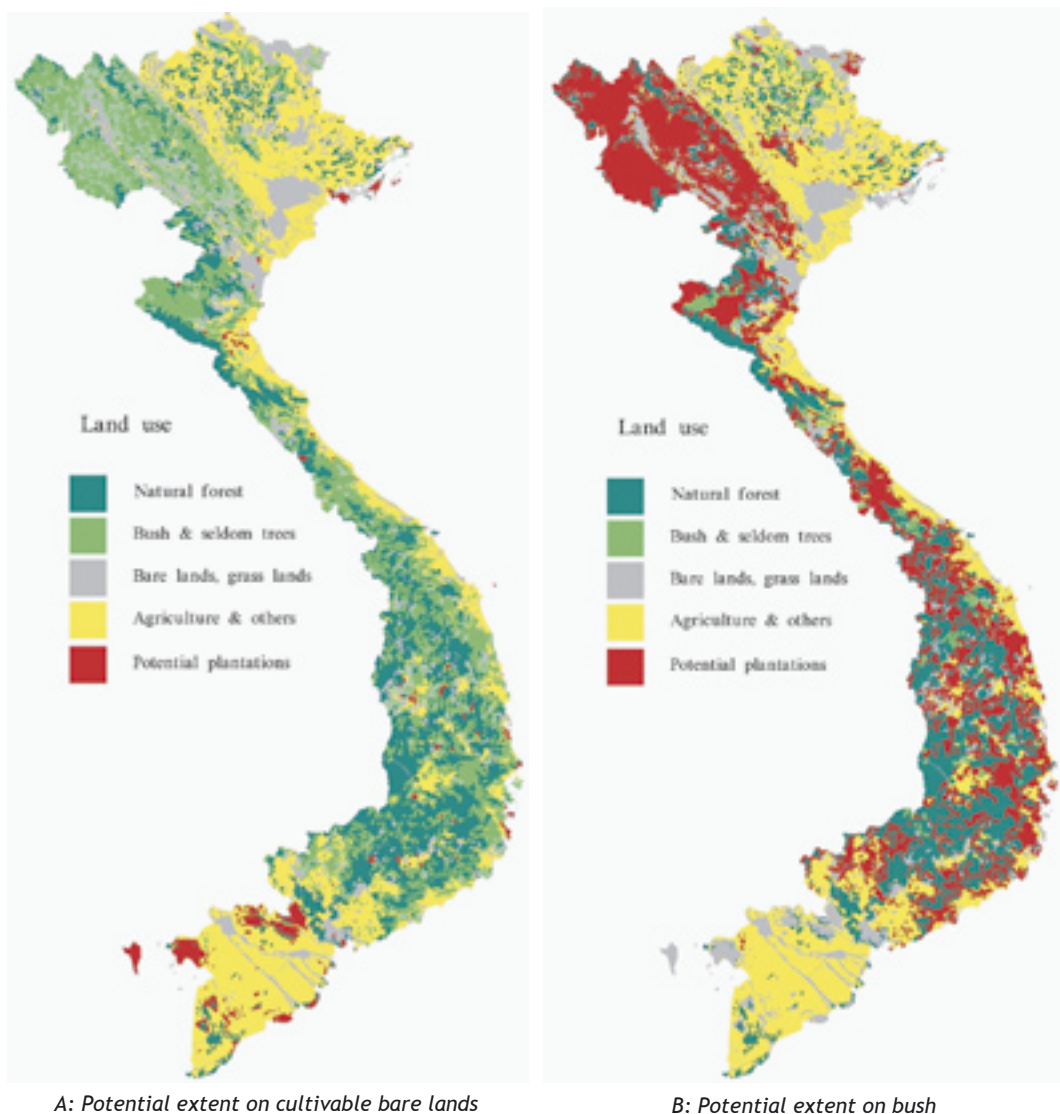 Land use
Natural forest
Bush & seldom trees
Bare lands, grass lands
Agriculture & others
Potential plantations
A: Potential extent on cultivable bare lands
Land use
Natural forest
Bush & seldom trees
Bare lands, grass lands
Agriculture & others
Potential plantations
B: Potential extent on bush